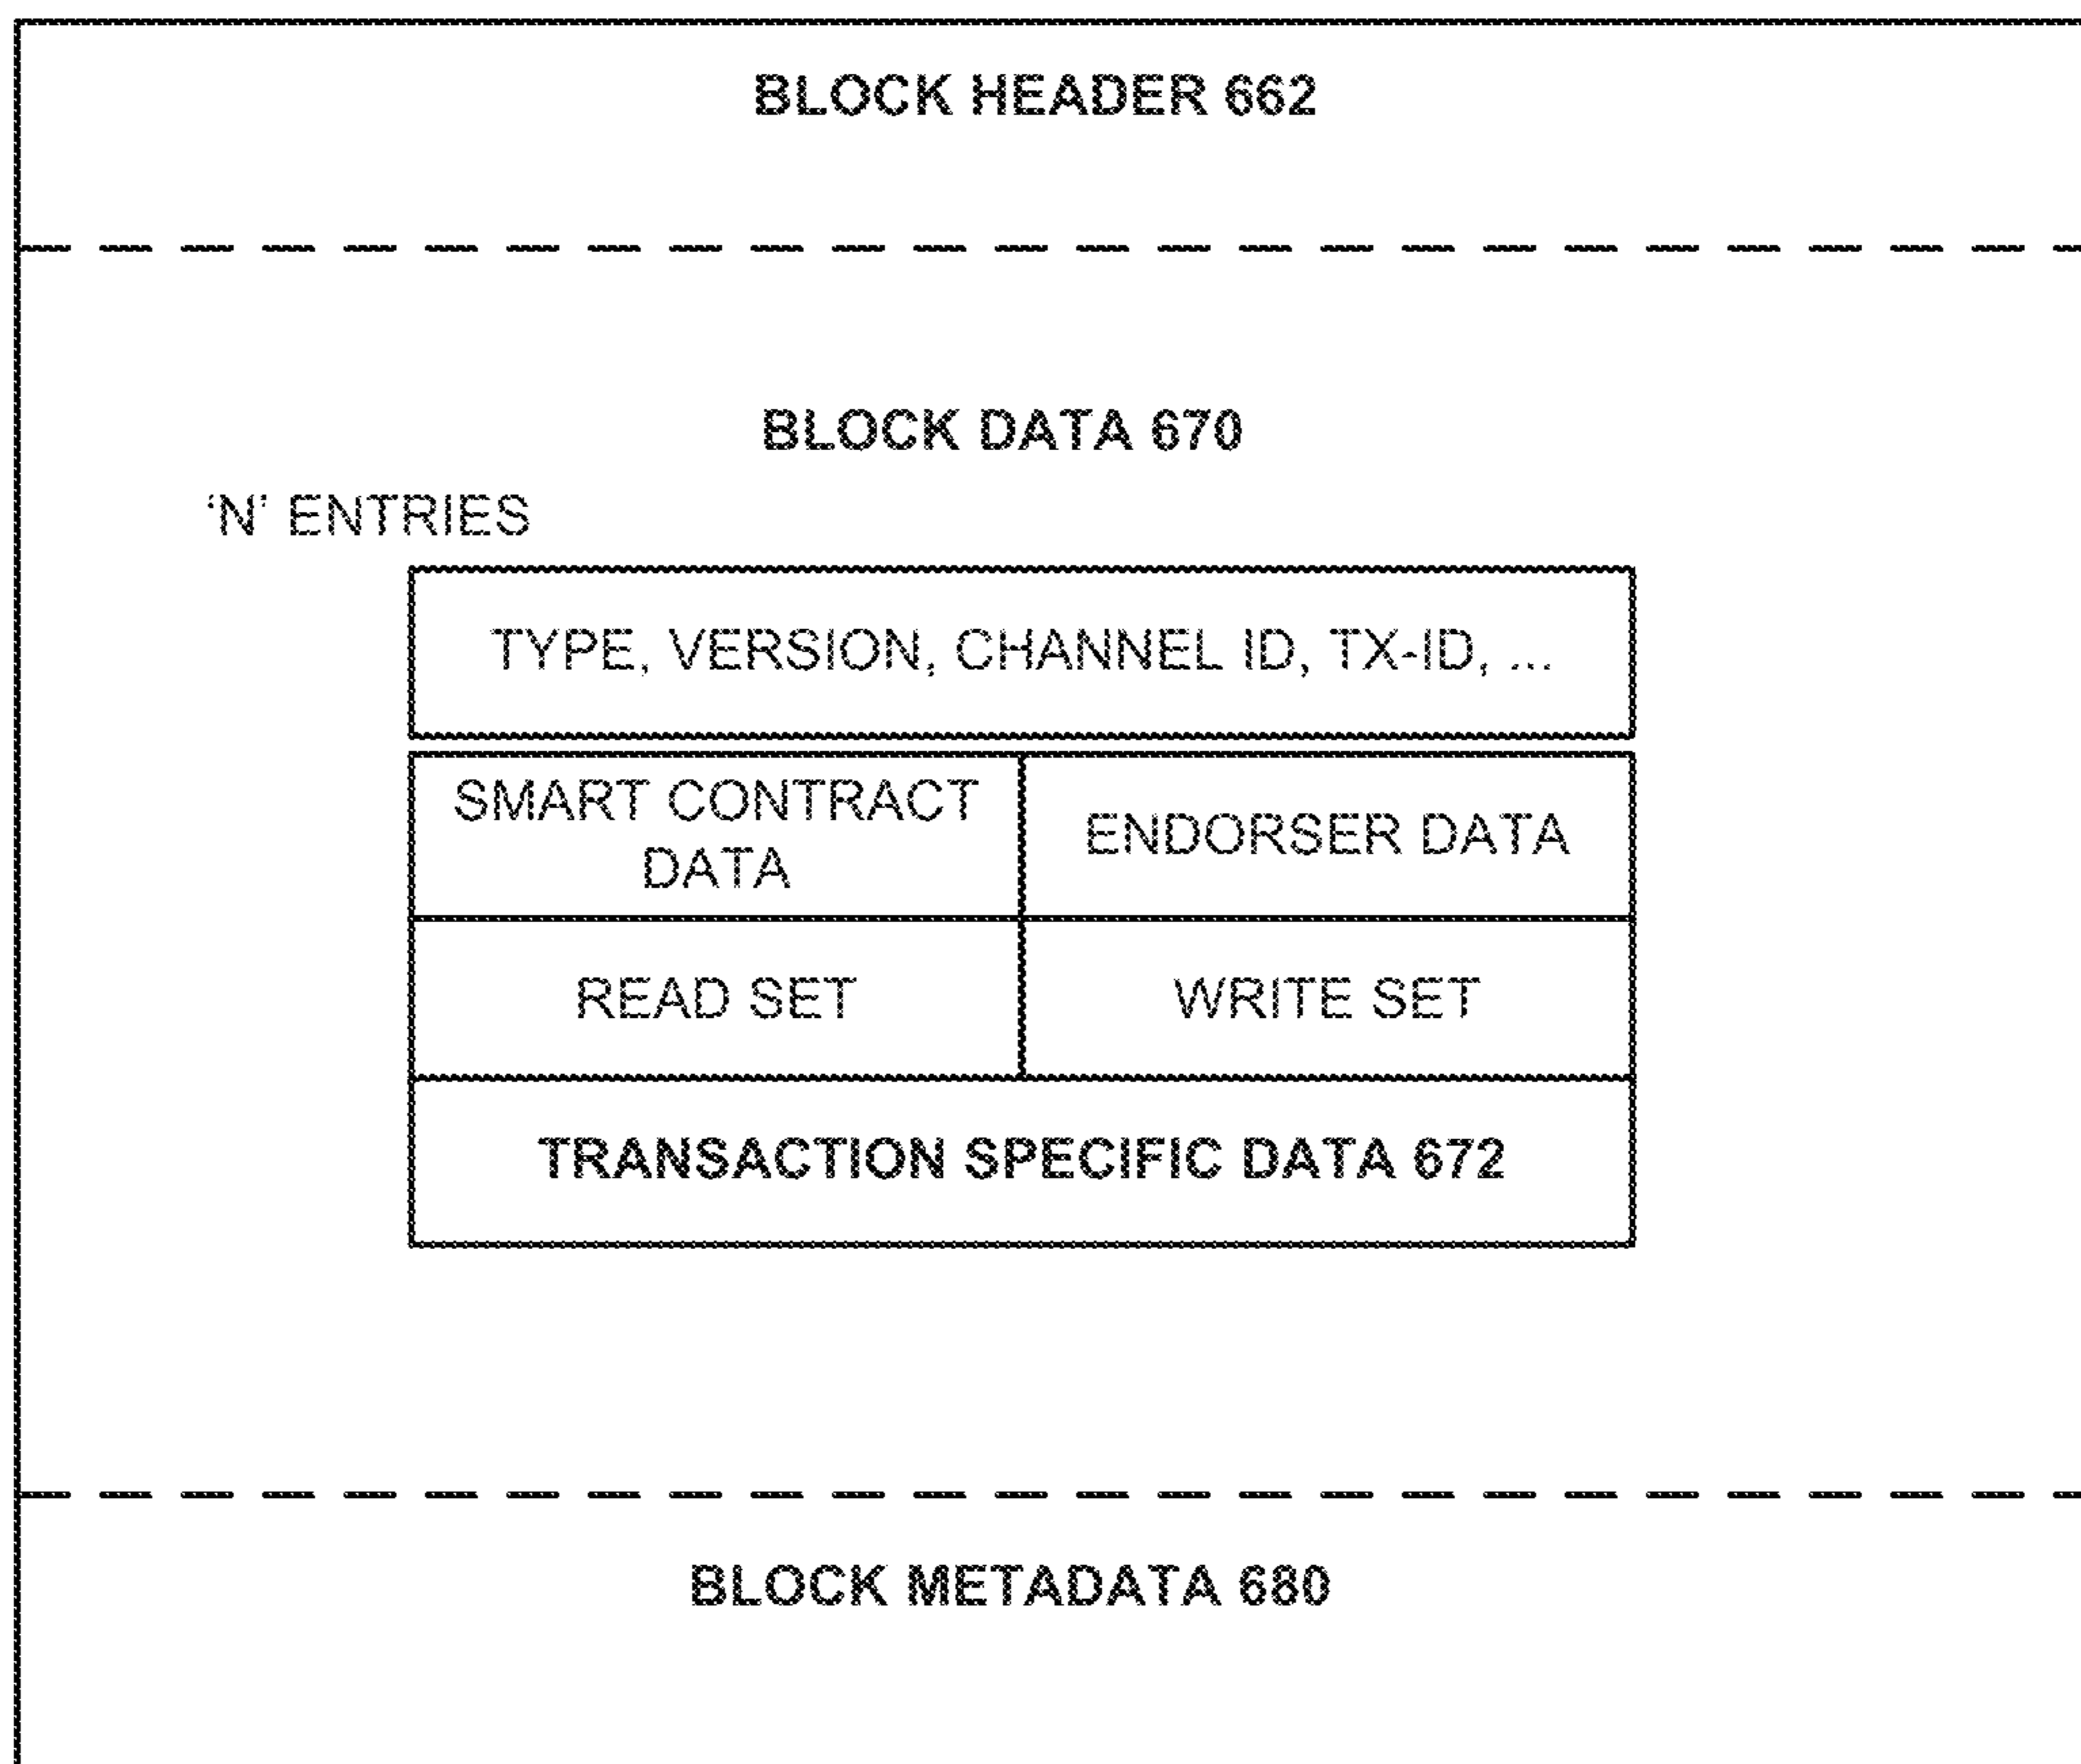 BLOCK HEADER 662
BLOCK DATA 670
'N' ENTRIES
TYPE, VERSION, CHANNEL ID, TX-ID, ...
SMART CONTRACT
DATA
ENDORSER DATA
READ SET
WRITE SET
TRANSACTION SPECIFIC DATA 672
BLOCK METADATA 680